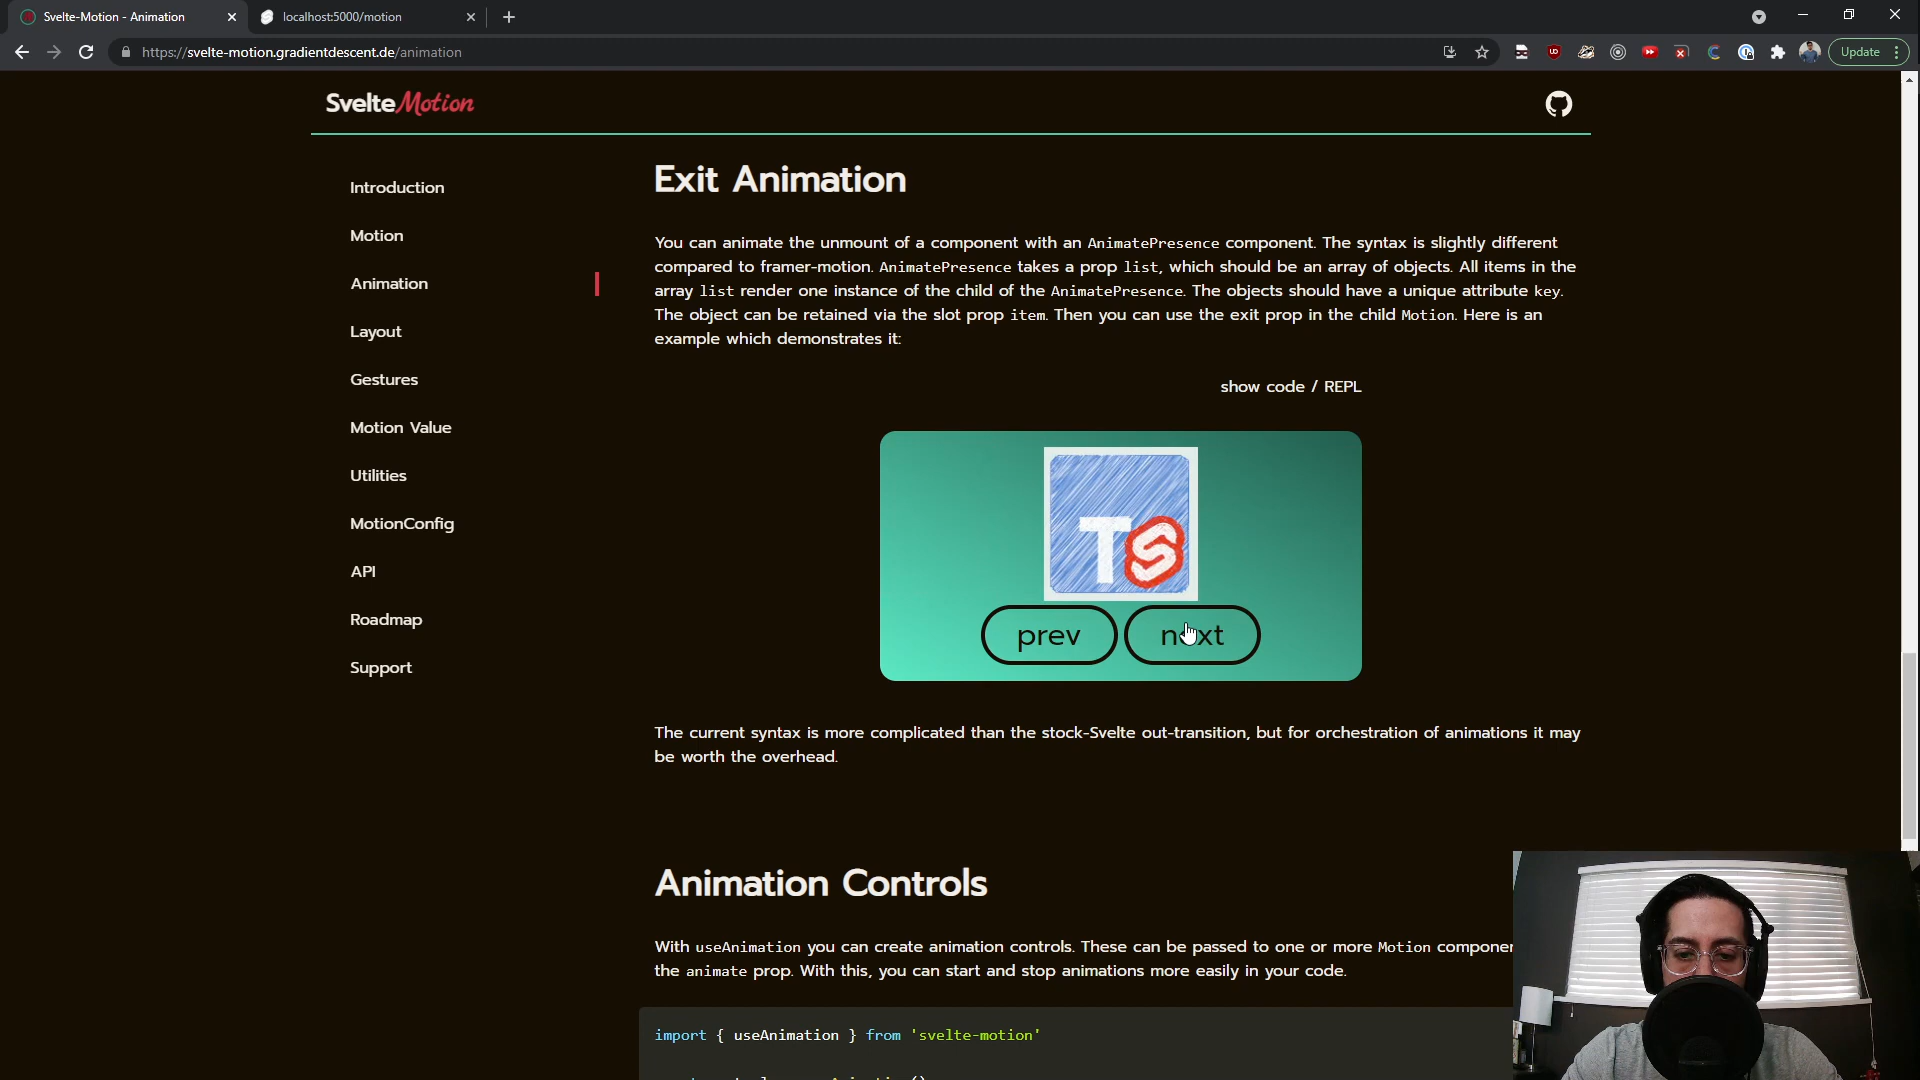 Svelte-Motion - Animation
localhost:5000/motion
https://svelte-motion.gradientdescent.de/animation
Update
SvelteMotion
Introduction
Motion
Animation
Layout
Gestures
Motion Value
Utilities
MotionConfig
API
Roadmap
Support
Exit Animation
You can animate the unmount of a component with an AnimatePresence component. The syntax is slightly different
compared to framer-motion. AnimatePresence takes a prop list, which should be an array of objects. All items in the
array list render one instance of the child of the AnimatePresence. The objects should have a unique attribute key.
The object can be retained via the slot prop item. Then you can use the exit prop in the child Motion. Here is an
example which demonstrates it:
show code / REPL
TS
prev
next
The current syntax is more complicated than the stock-Svelte out-transition, but for orchestration of animations it may
be worth the overhead.
Animation Controls
With useAnimation you can create animation controls. These can be passed to one or more Motion componen
the animate prop. With this, you can start and stop animations more easily in your code.
import { useAnimation } from 'svelte-motion'